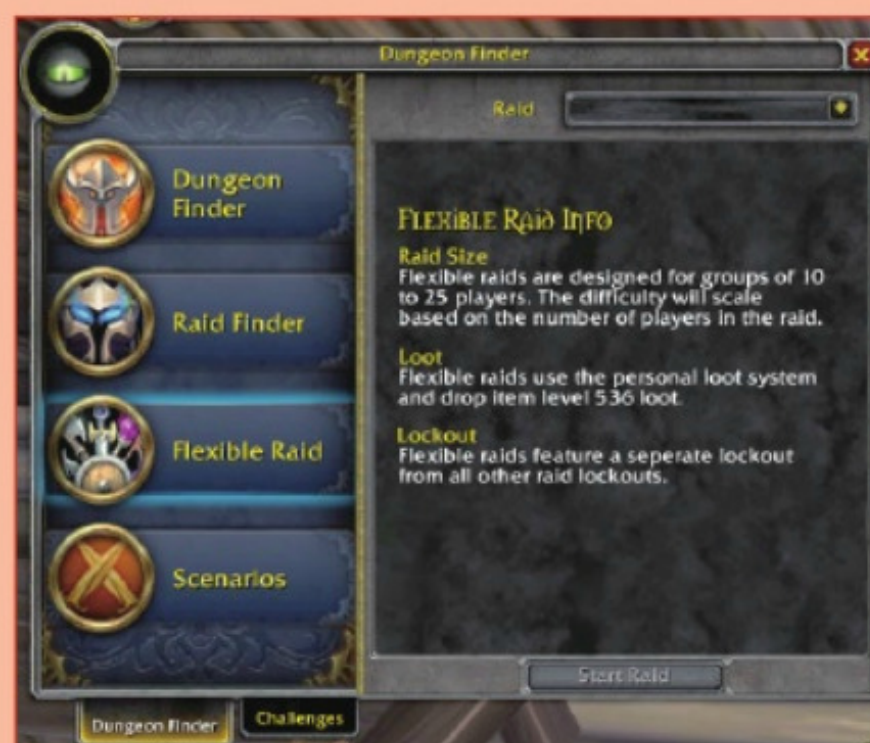 Dungeon Finder
Dungeon
Finder
Raid Finder
Flexible Raid
Scenarios
Raid
Flexible Raid Info
Raid Size
Flexible raids are designed for groups of 10
to 25 players. The difficulty will scale
based on the number of players in the raid.
Loot
Flexible raids use the personal loot system
and drop item level 536 loot.
Lockout
Flexible raids feature a seperate lockout
from all other raid lockouts.
Start Raid
Dungeon Finder
Challenges